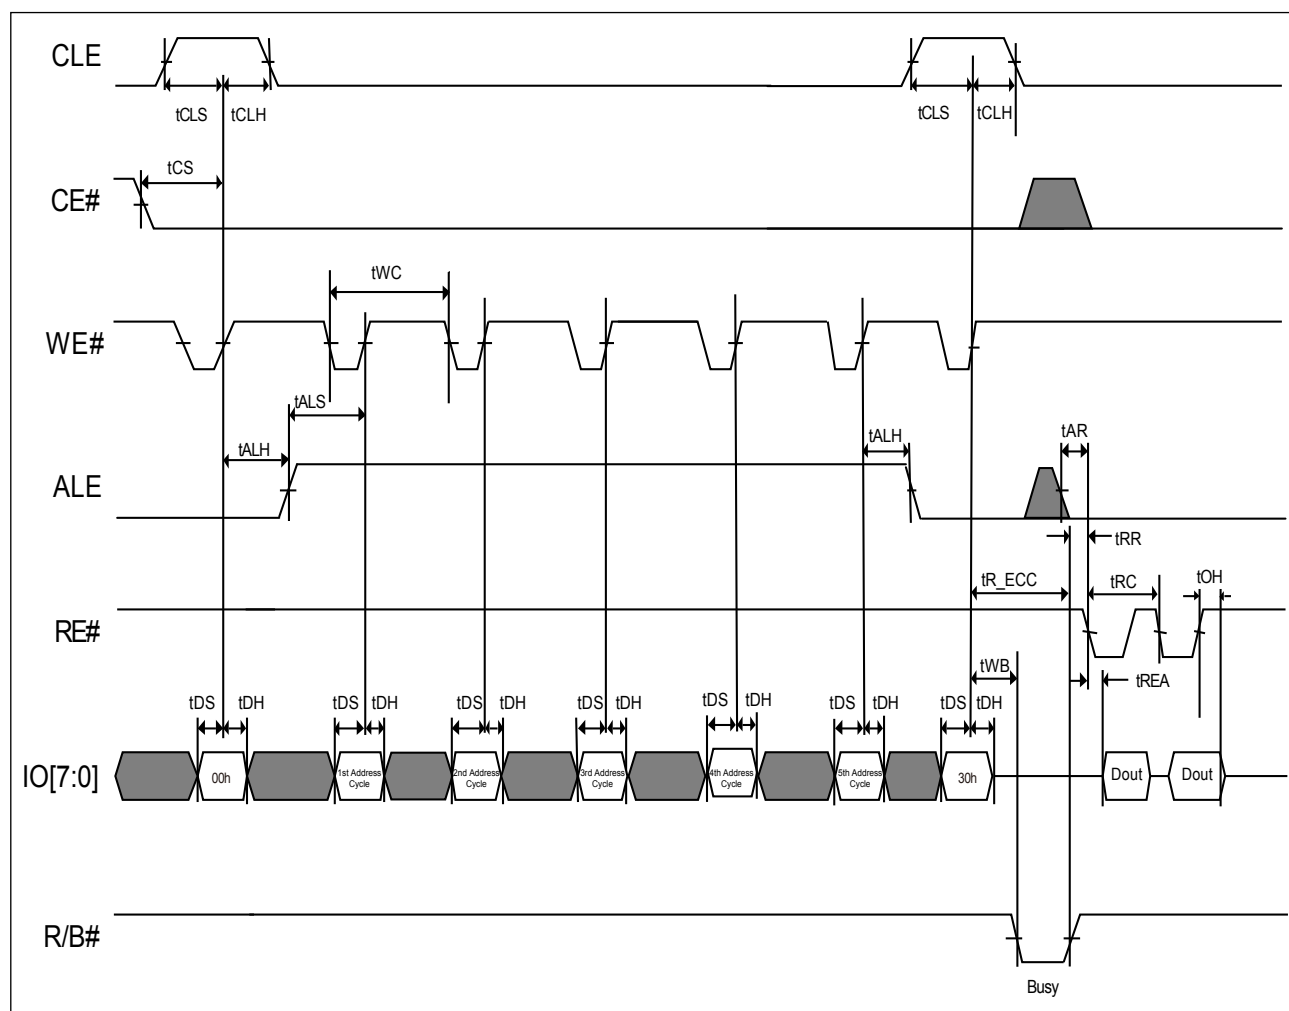 CLE
tCLS tCLH
tCLS tCLH
CE#
tCS
WE#
tWC
ALE
tALH
tALS
tALH
tAR
tRR
RE#
tR_ECC
tRC
tOH
tWB
tREA
tDS tDH
tDS tDH
tDS tDH
tDS tDH
tDS tDH
tDS tDH
tDS tDH
IO[7:0]
00h
1st Address
Cycle
2nd Address
Cycle
3rd Address
Cycle
4th Address
Cycle
5th Address
Cycle
30h
Dout
Dout
R/B#
Busy